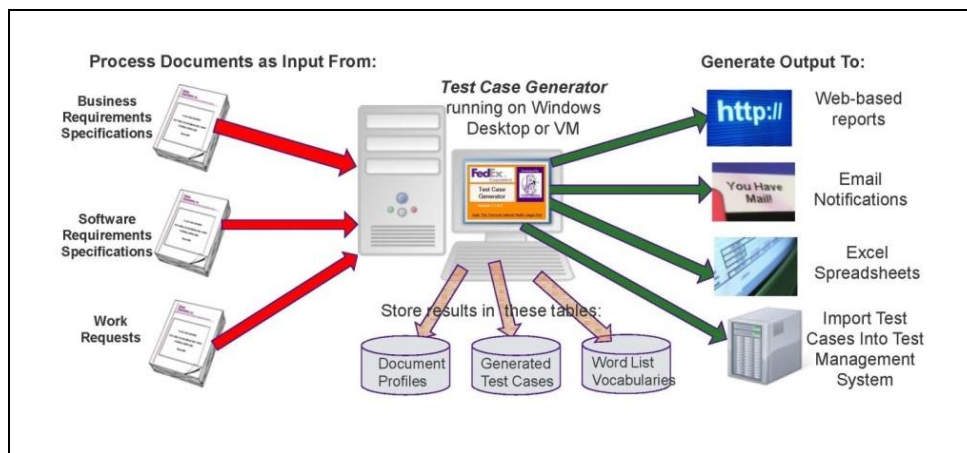 Process Documents as Input From:
Business
Requirements
Specifications
Software
Requirements
Specifications
Work
Requests
Test Case Generator
running on Windows
Desktop or VM
FedEx
Test Case
Generator
Store results in these tables:
Document
Profiles
Generated
Test Cases
Word List
Vocabularies
Generate Output To:
http://
Web-based
reports
You Have
Mail!
Email
Notifications
Excel
Spreadsheets
Import Test
Cases Into Test
Management
System